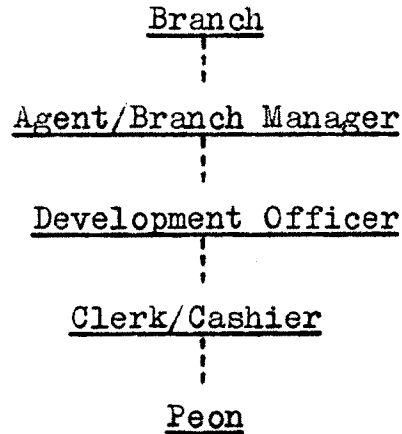 Branch
Agent/Branch Manager
Development Officer
Clerk/Cashier
Peon